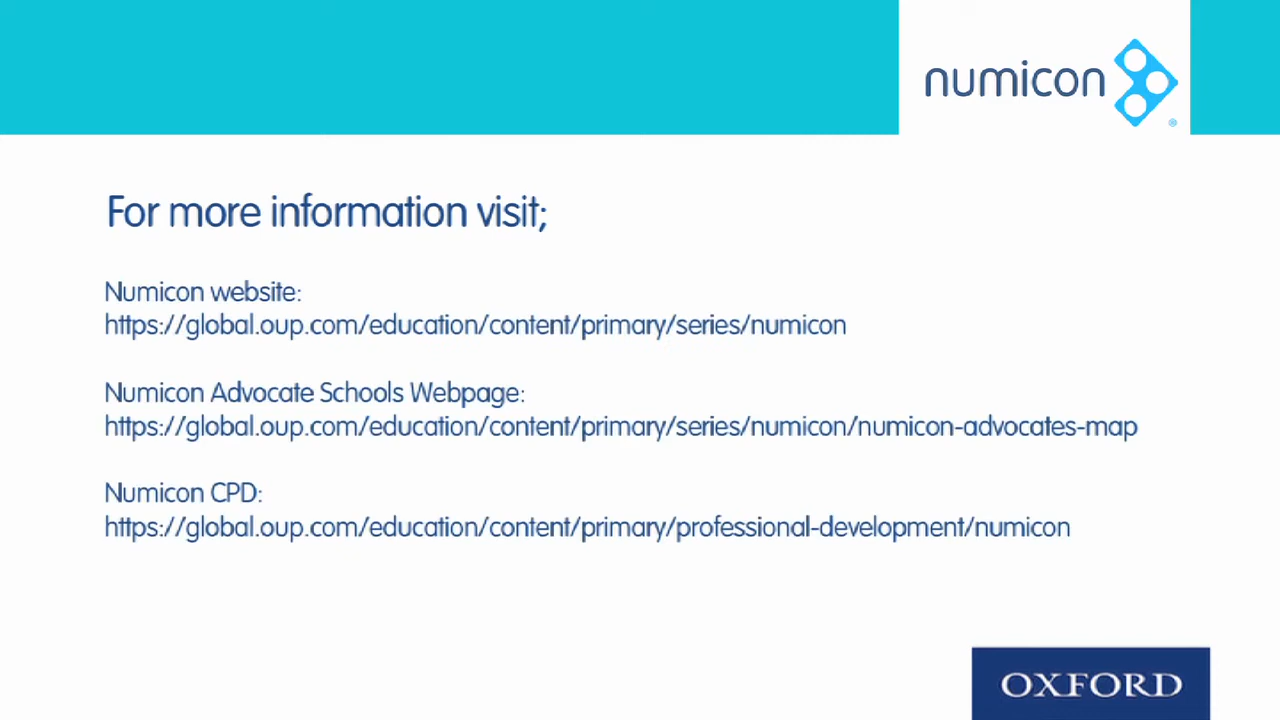 numicon
®
For more information visit;
Numicon website:
https://global.oup.com/education/content/primary/series/numicon
Numicon Advocate Schools Webpage:
https://global.oup.com/education/content/primary/series/numicon/numicon-advocates-map
Numicon CPD:
https://global.oup.com/education/content/primary/professional-development/numicon
OXFORD